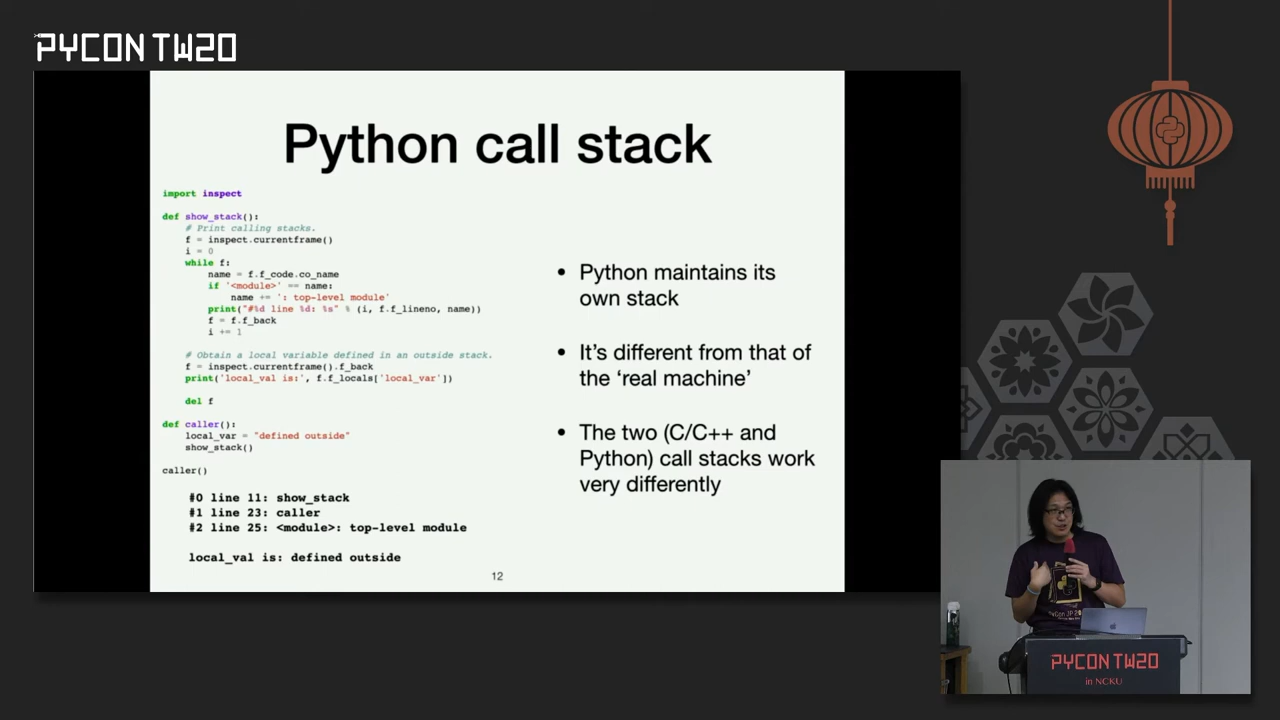 PYCON TW20
Python call stack
import inspect
def show_stack():
# Print calling stacks.
f = inspect.currentframe()
i = 0
while f:
name = f.f_code.co_name
if '<module>' == name:
name += ': top-level module'
print("#%d line %d: %s" % (i, f.f_lineno, name))
f = f.f_back
i += 1
# Obtain a local variable defined in an outside stack.
f = inspect.currentframe().f_back
print('local_val is:', f.f_locals['local_var'])
del f
def caller():
local_var = "defined outside"
show_stack()
caller()
#0 line 11: show_stack
#1 line 23: caller
#2 line 25: <module>: top-level module
local_val is: defined outside
• Python maintains its
own stack
• It's different from that of
the 'real machine'
• The two (C/C++ and
Python) call stacks work
very differently
12
PyCon JP 20
PYCON TW20
in NCKU